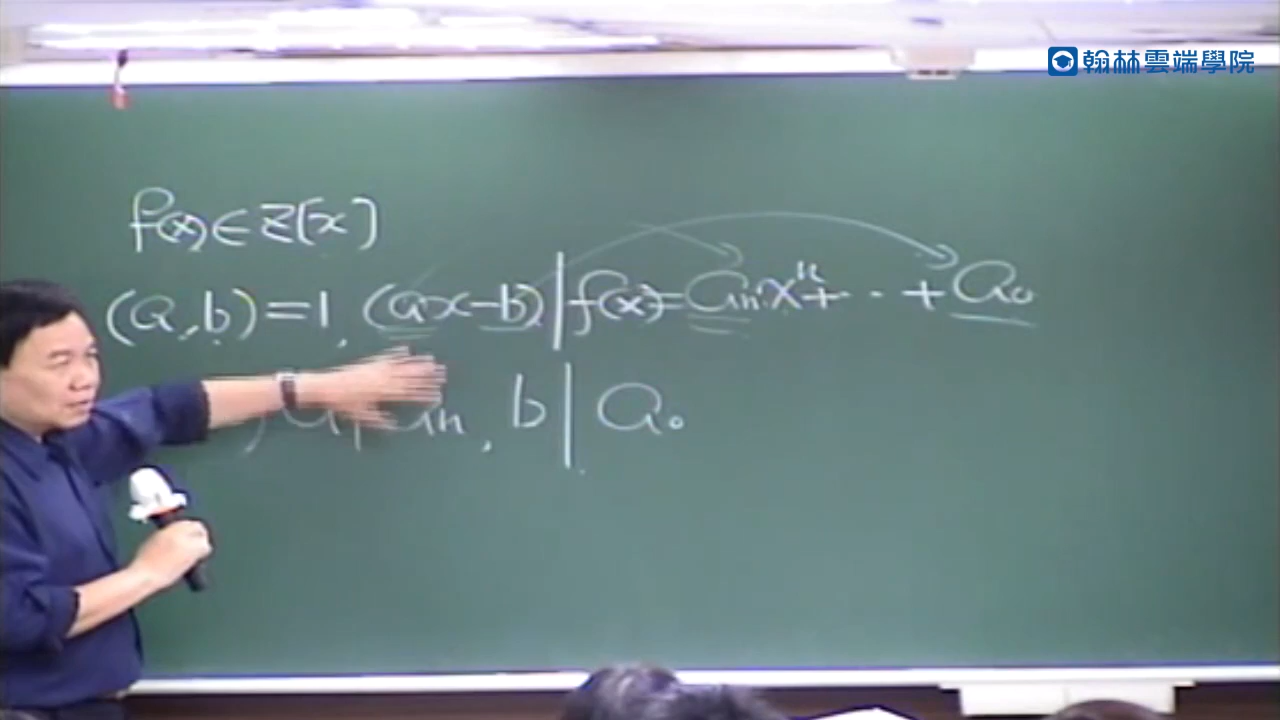 翰林雲端學院
f(x)∈Z[x]
(a,b)=1, (ax-b)|f(x)=aₙxⁿ+··+a₀
aₙ, b|a₀